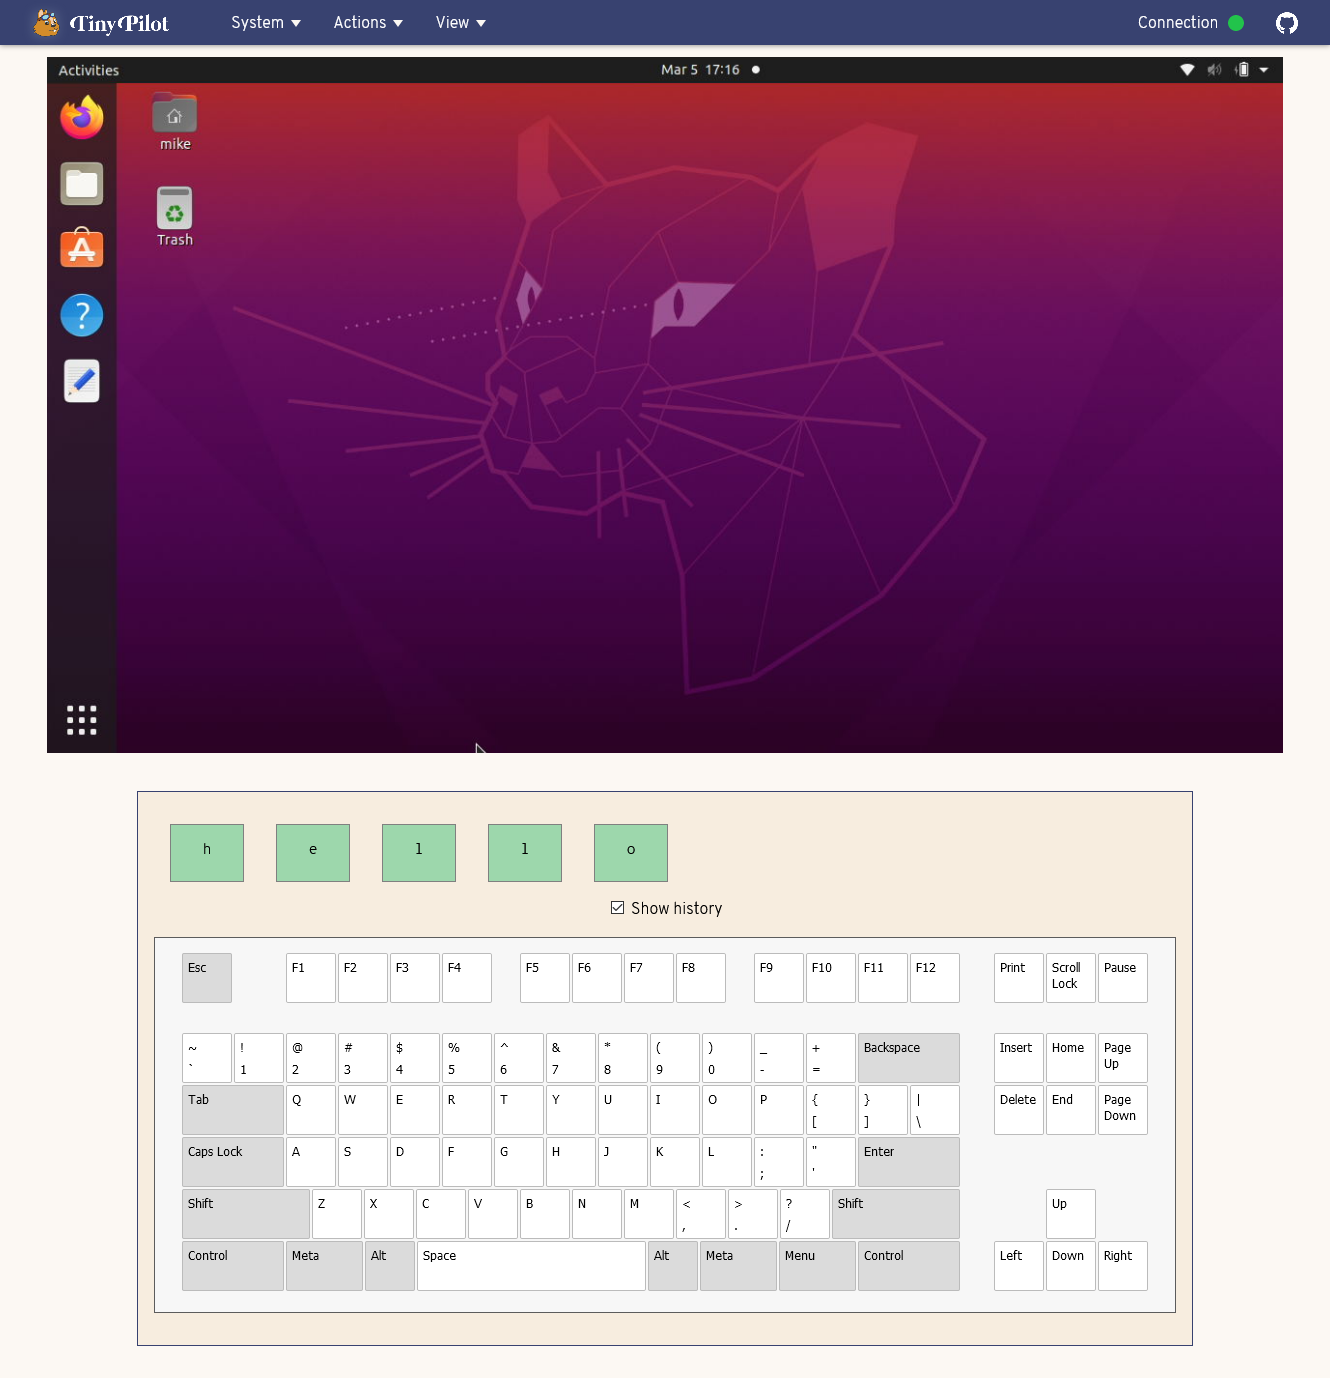 TinyPilot System Actions View Connection
Activities Mar 5 17:16
mike
Trash
?
h e l l o
Show history
Esc F1 F2 F3 F4 F5 F6 F7 F8 F9 F10 F11 F12 Print Scroll Lock Pause
~ ! @ # $ % ^ & * ( ) _ + Backspace Insert Home Page Up
` 1 2 3 4 5 6 7 8 9 0 - =
Tab Q W E R T Y U I O P { } | Delete End Page Down
[ ] \
Caps Lock A S D F G H J K L : " Enter
; '
Shift Z X C V B N M < > ? Shift Up
, . /
Control Meta Alt Space Alt Meta Menu Control Left Down Right